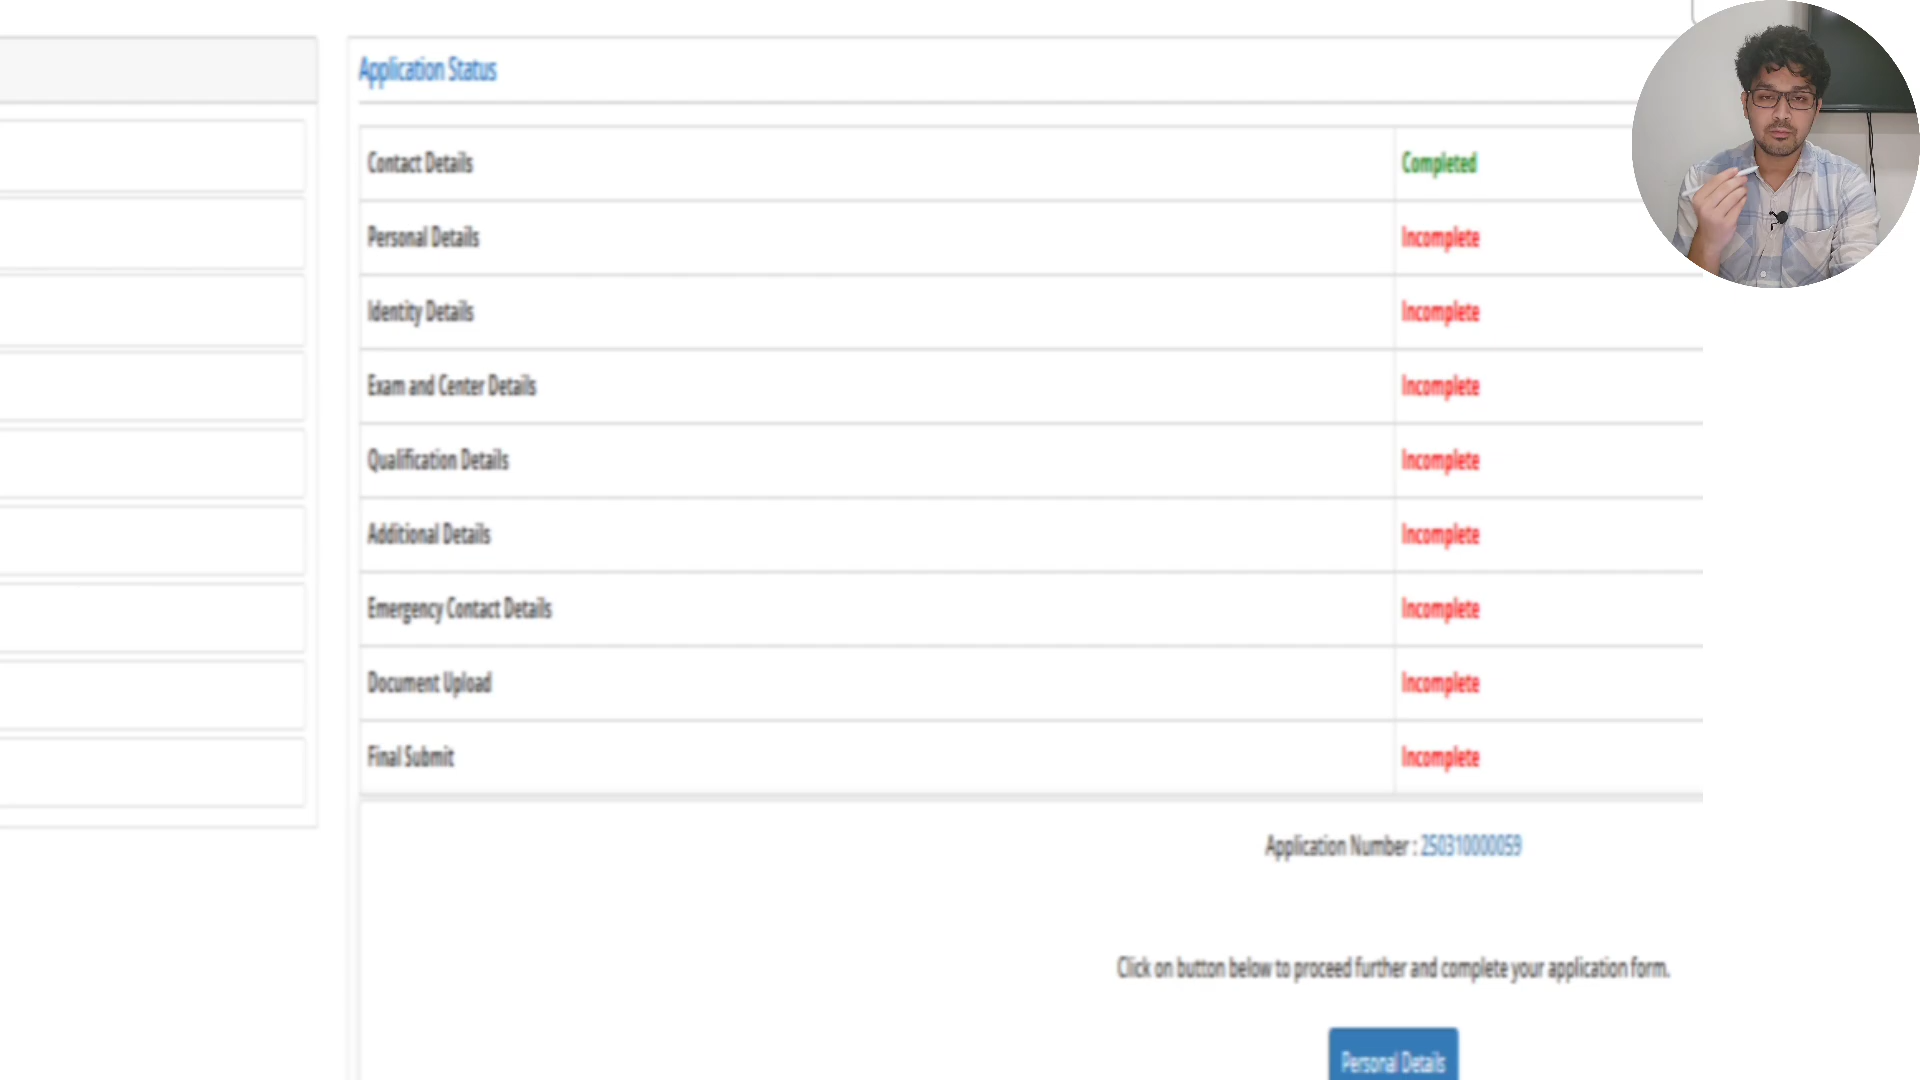 Application Status
Contact Details Completed
Personal Details Incomplete
Identity Details Incomplete
Exam and Center Details Incomplete
Qualification Details Incomplete
Additional Details Incomplete
Emergency Contact Details Incomplete
Document Upload Incomplete
Final Submit Incomplete
Application Number : 250310000059
Click on button below to proceed further and complete your application form.
Personal Details